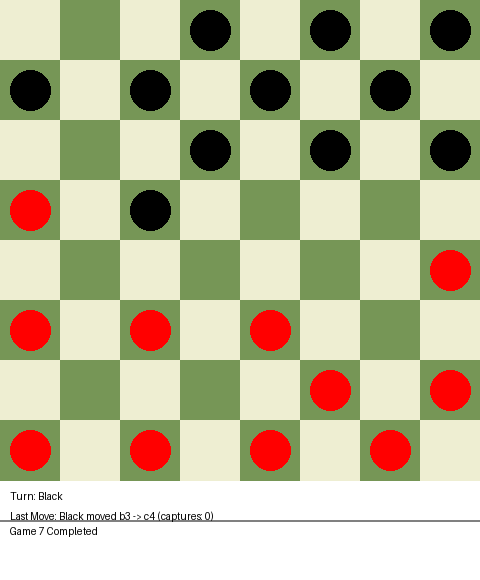 Turn: Black
Last Move: Black moved b3 -> c4 (captures: 0)
Game 7 Completed